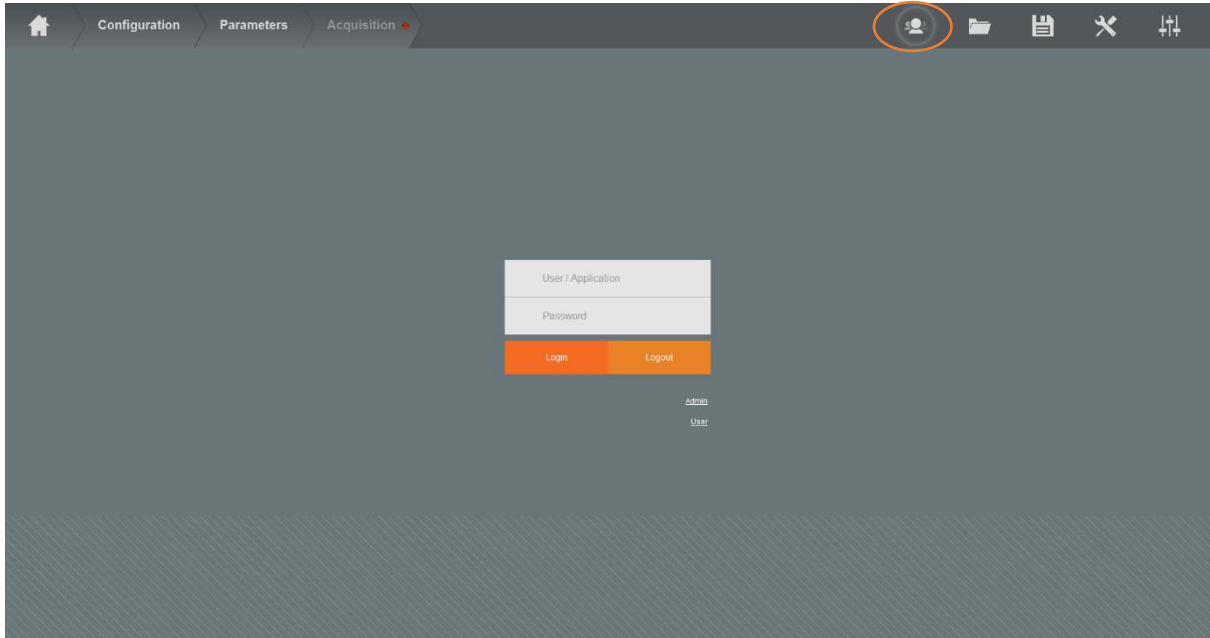 Configuration Parameters Acquisition
User / Application
Password
Login Logout
Admin
User